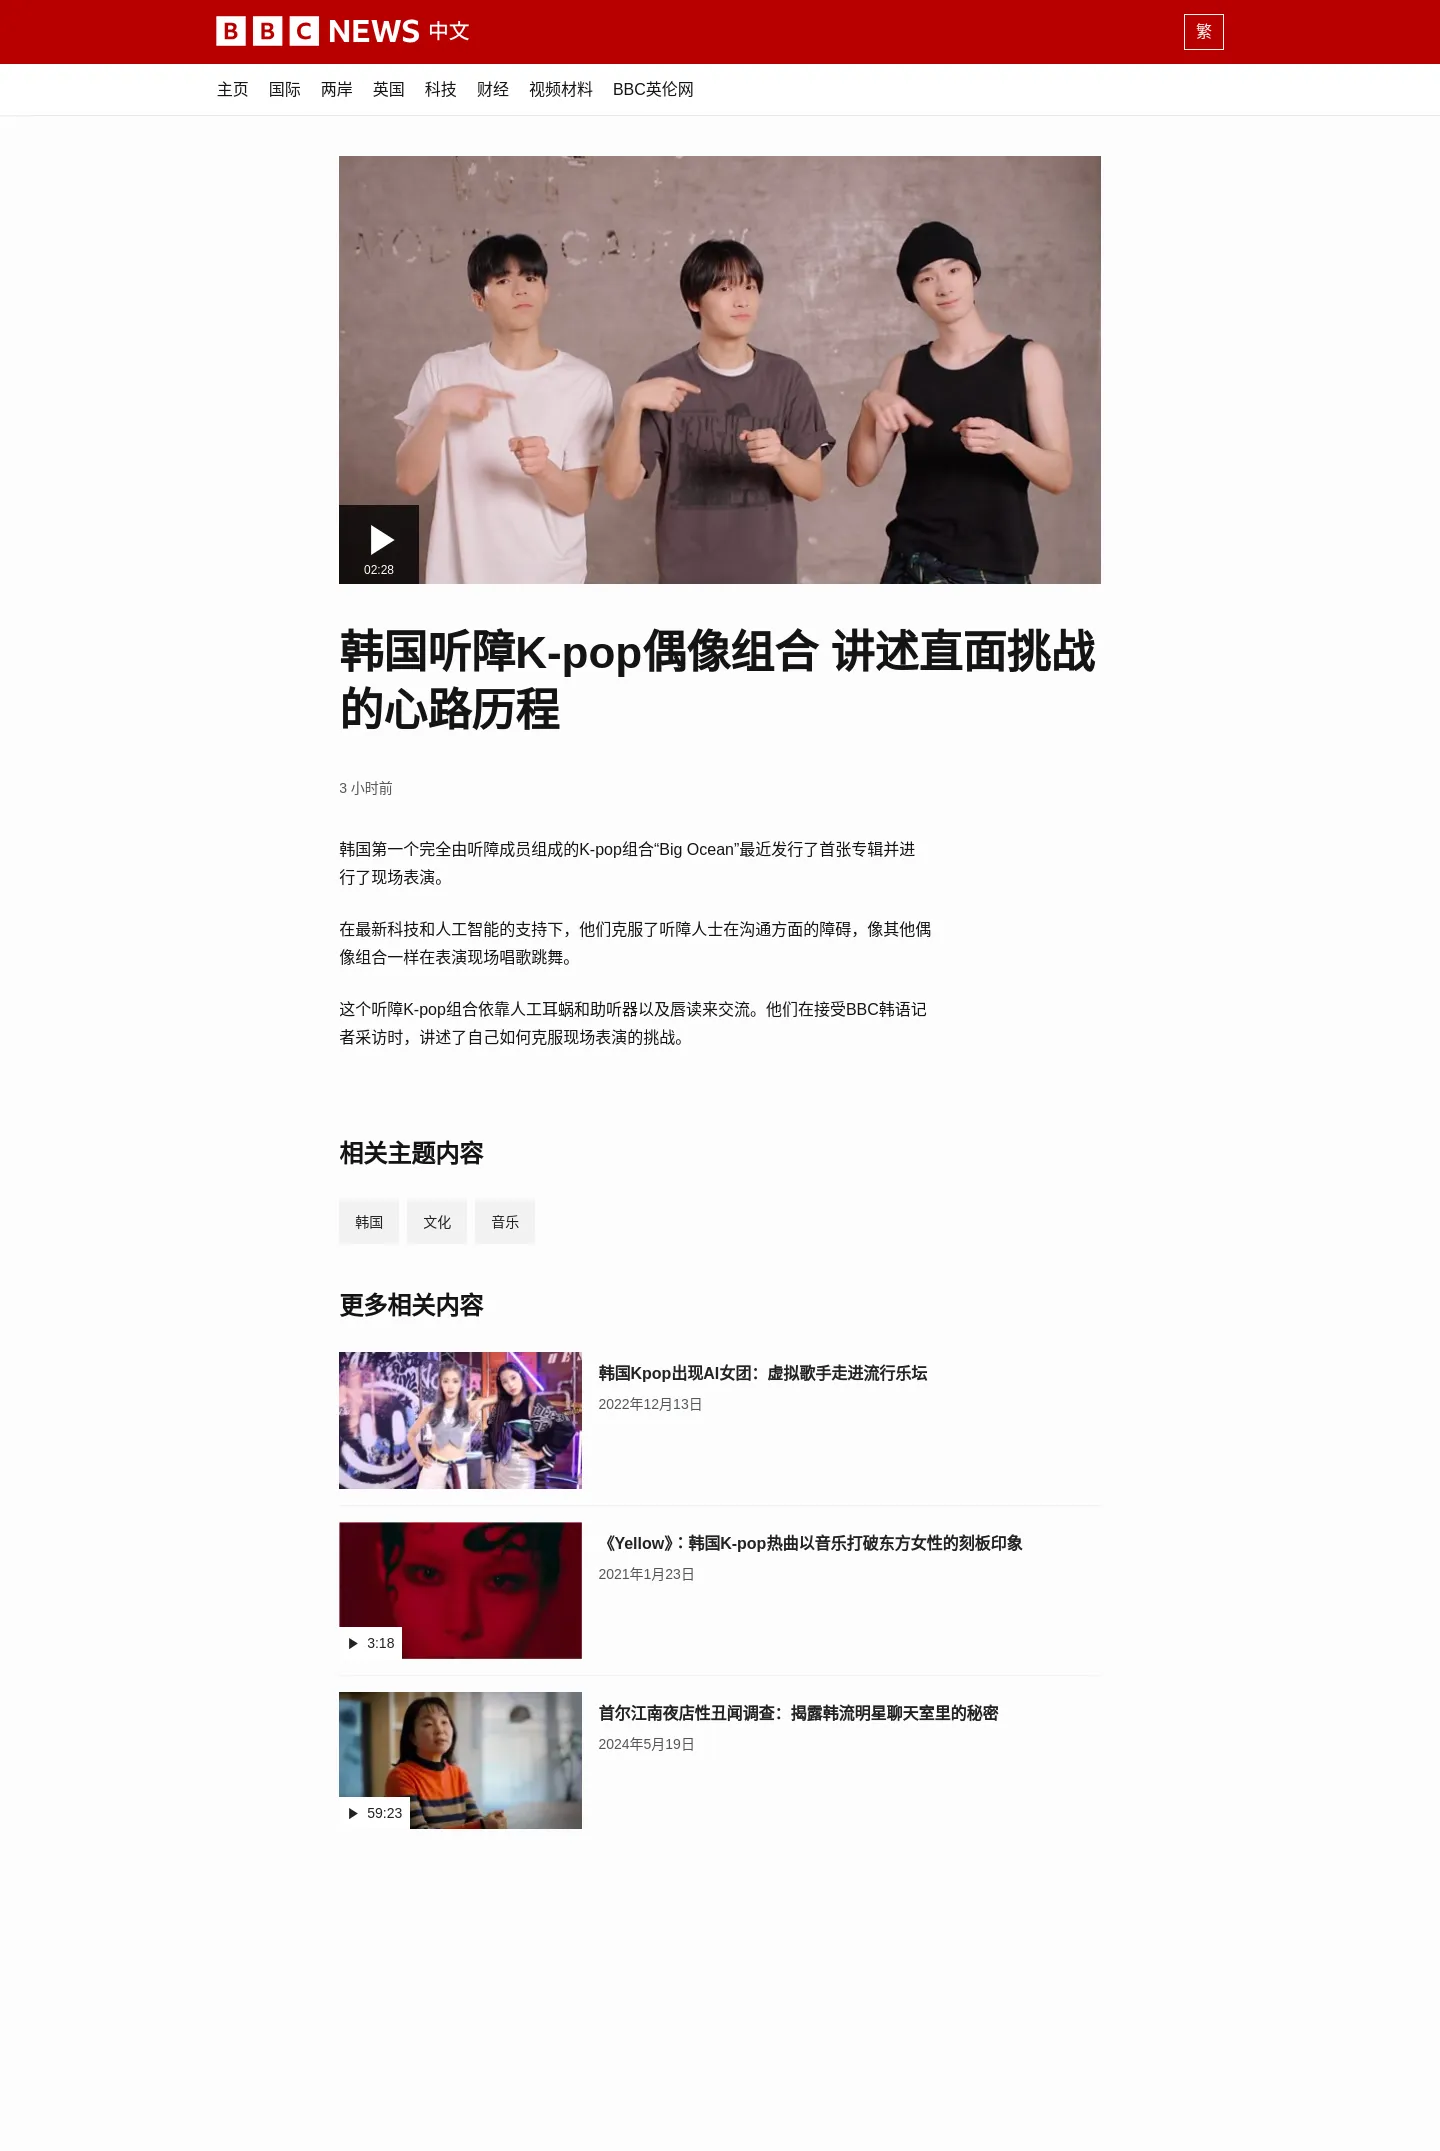 BBC NEWS 中文
繁
主页 国际 两岸 英国 科技 财经 视频材料 BBC英伦网
02:28
韩国听障K-pop偶像组合 讲述直面挑战
的心路历程
3 小时前
韩国第一个完全由听障成员组成的K-pop组合“Big Ocean”最近发行了首张专辑并进
行了现场表演。
在最新科技和人工智能的支持下，他们克服了听障人士在沟通方面的障碍，像其他偶
像组合一样在表演现场唱歌跳舞。
这个听障K-pop组合依靠人工耳蜗和助听器以及唇读来交流。他们在接受BBC韩语记
者采访时，讲述了自己如何克服现场表演的挑战。
相关主题内容
韩国 文化 音乐
更多相关内容
韩国Kpop出现AI女团：虚拟歌手走进流行乐坛
2022年12月13日
《Yellow》：韩国K-pop热曲以音乐打破东方女性的刻板印象
2021年1月23日
3:18
首尔江南夜店性丑闻调查：揭露韩流明星聊天室里的秘密
2024年5月19日
59:23